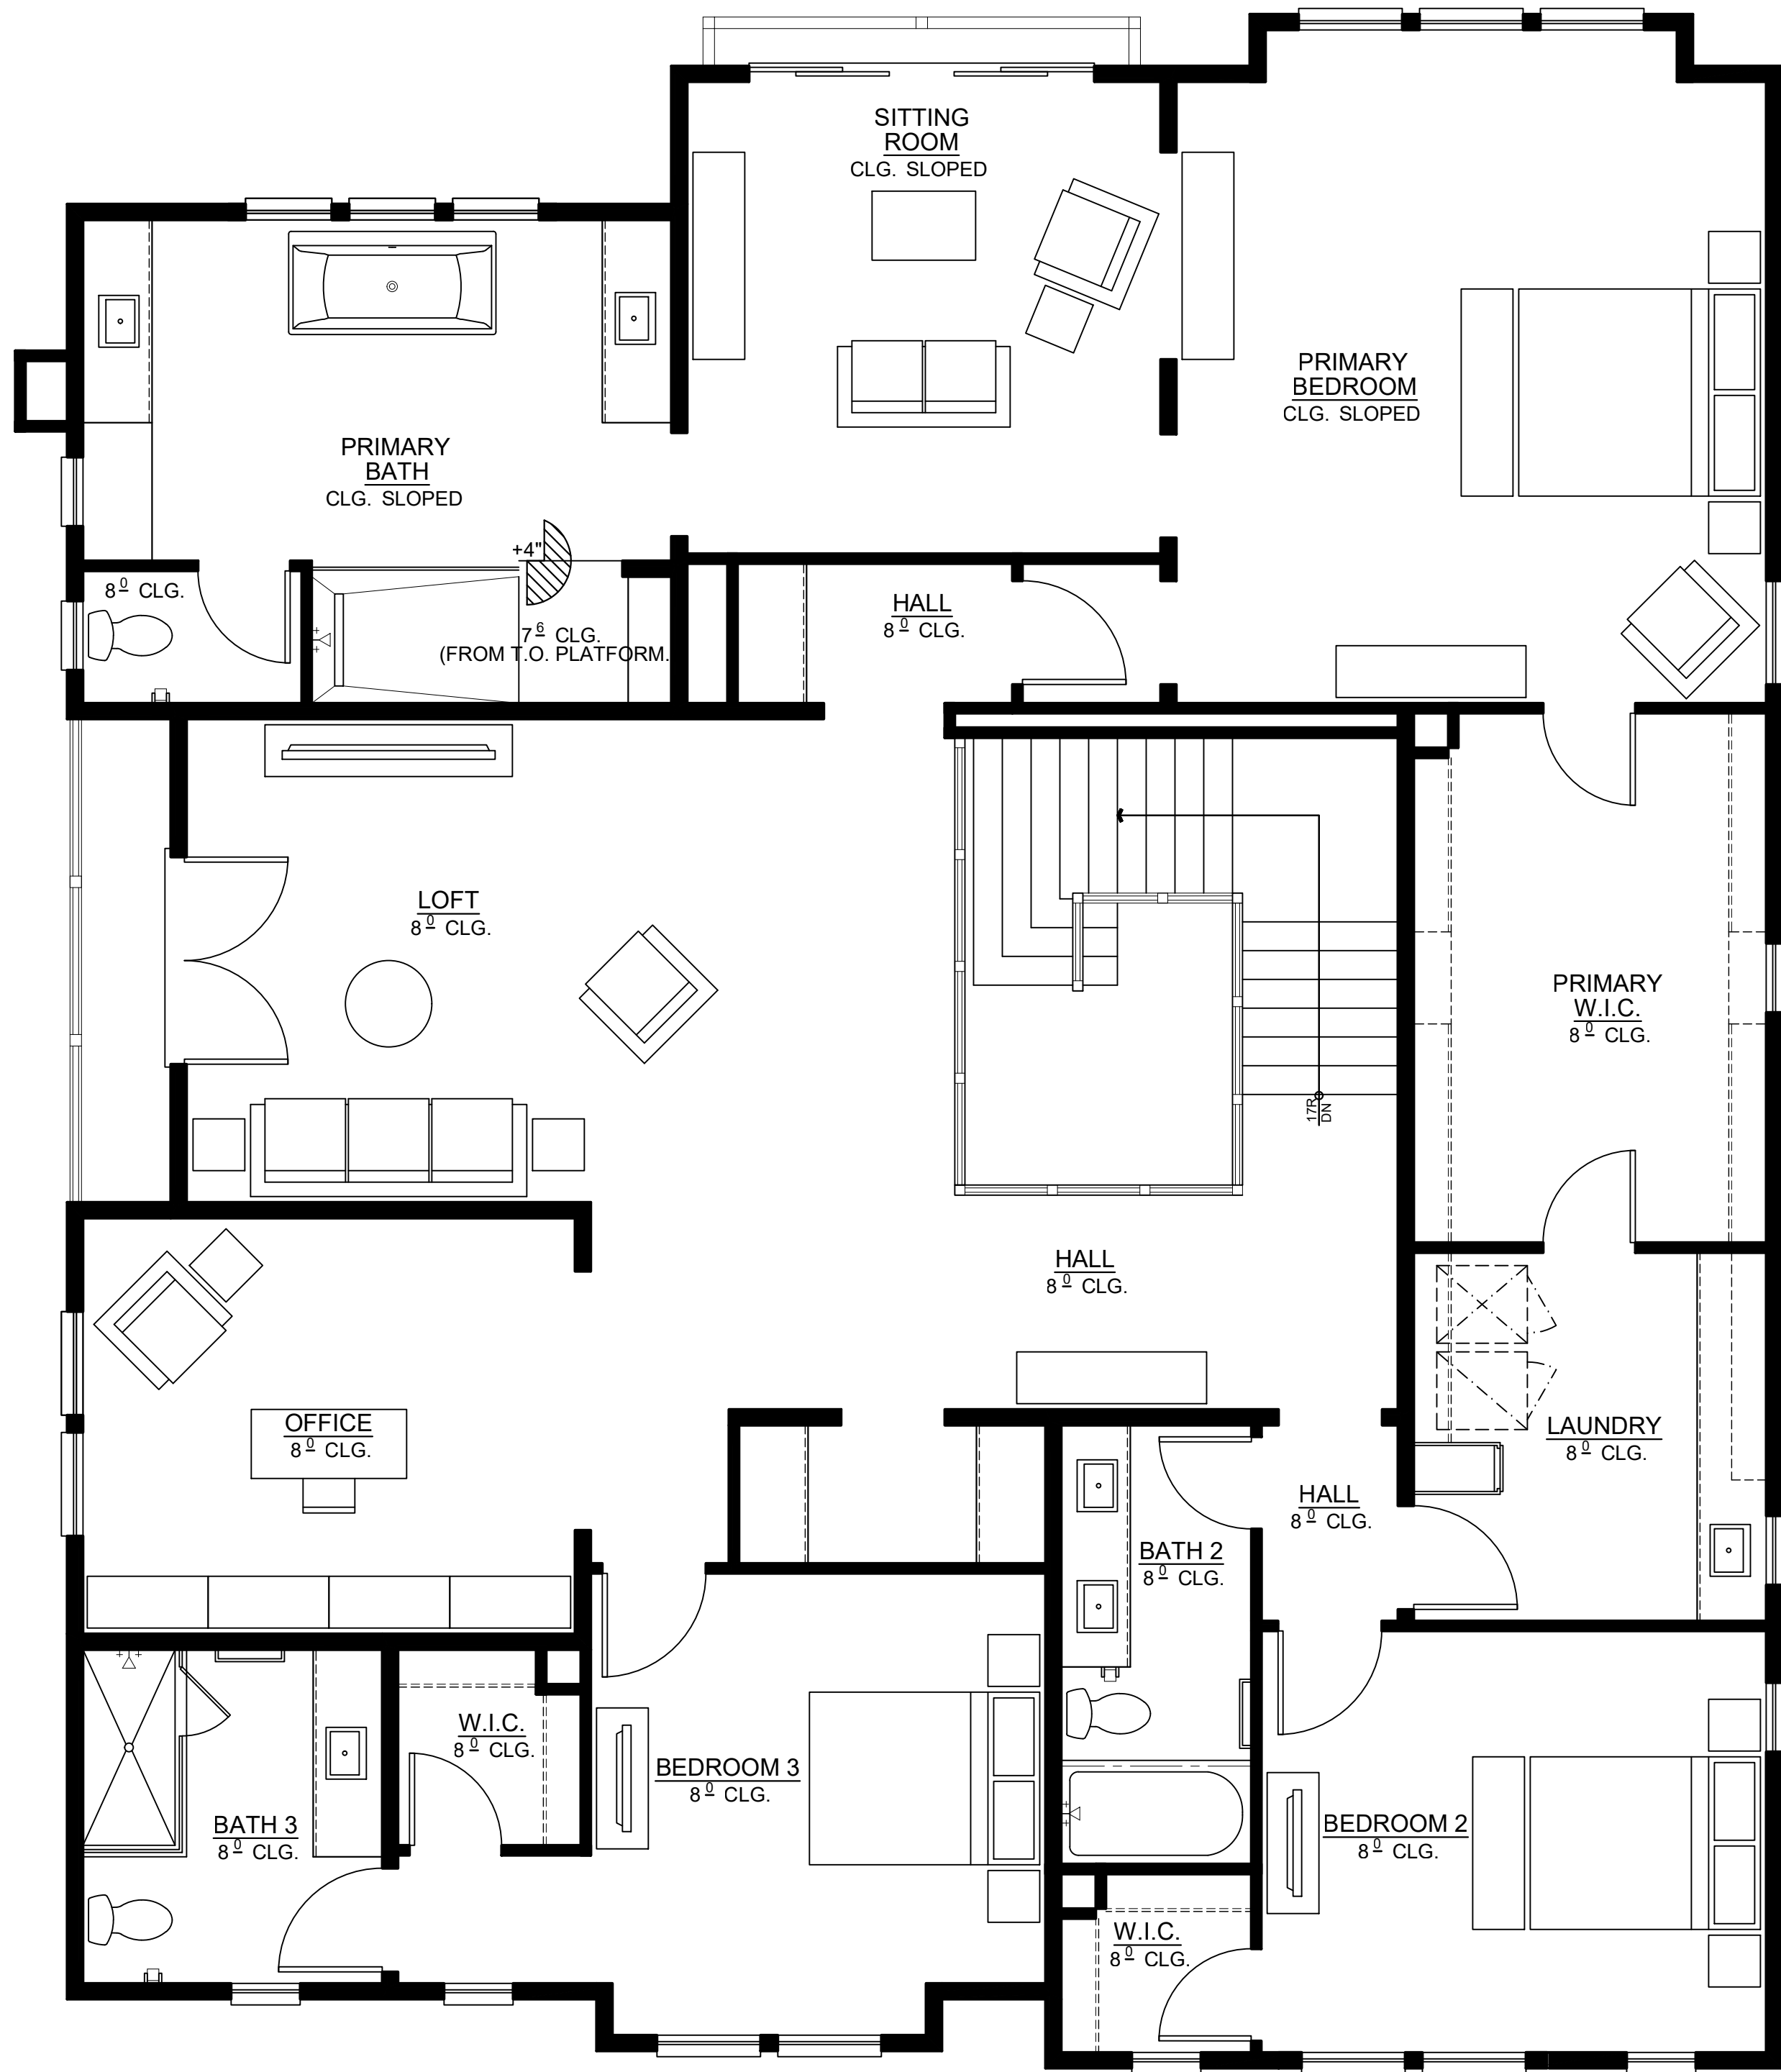 SITTING
ROOM
CLG. SLOPED
PRIMARY
BEDROOM
CLG. SLOPED
PRIMARY
BATH
CLG. SLOPED
+4"
8 0 CLG.
7 6 CLG.
(FROM T.O. PLATFORM.
HALL
8 0 CLG.
LOFT
8 0 CLG.
PRIMARY
W.I.C.
8 0 CLG.
17R
DN
HALL
8 0 CLG.
OFFICE
8 0 CLG.
LAUNDRY
8 0 CLG.
HALL
8 0 CLG.
BATH 2
8 0 CLG.
W.I.C.
8 0 CLG.
BEDROOM 3
8 0 CLG.
BATH 3
8 0 CLG.
BEDROOM 2
8 0 CLG.
W.I.C.
8 0 CLG.